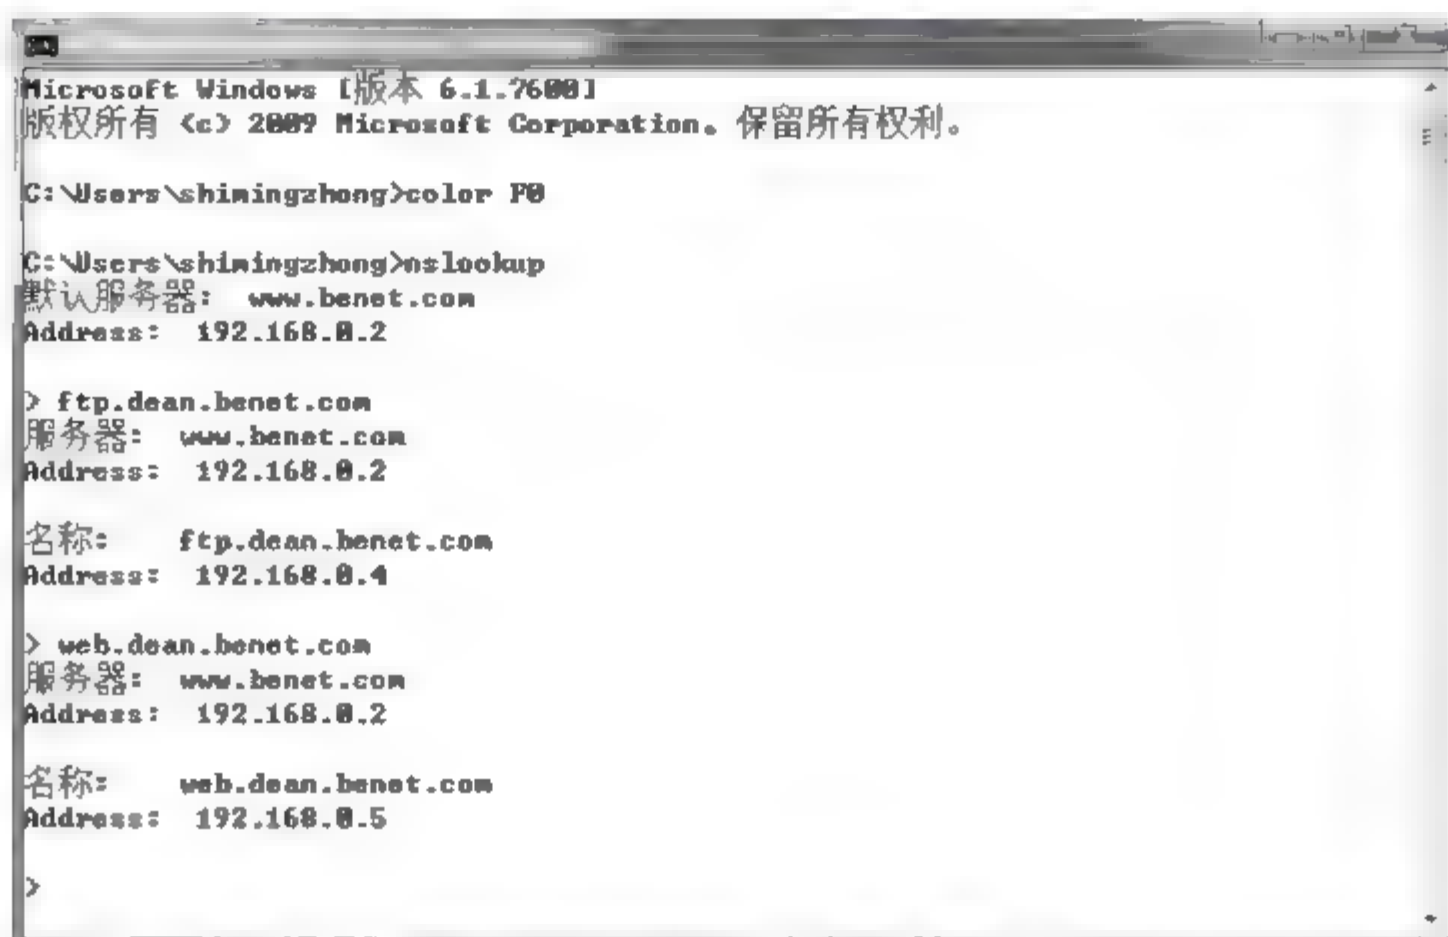 Microsoft Windows [版本 6.1.7600]
版权所有 (c) 2009 Microsoft Corporation。保留所有权利。
C:\Users\shimingzhong>color F0
C:\Users\shimingzhong>nslookup
默认服务器:  www.benet.com
Address:  192.168.0.2
> ftp.dean.benet.com
服务器:  www.benet.com
Address:  192.168.0.2
名称:    ftp.dean.benet.com
Address:  192.168.0.4
> web.dean.benet.com
服务器:  www.benet.com
Address:  192.168.0.2
名称:    web.dean.benet.com
Address:  192.168.0.5
>